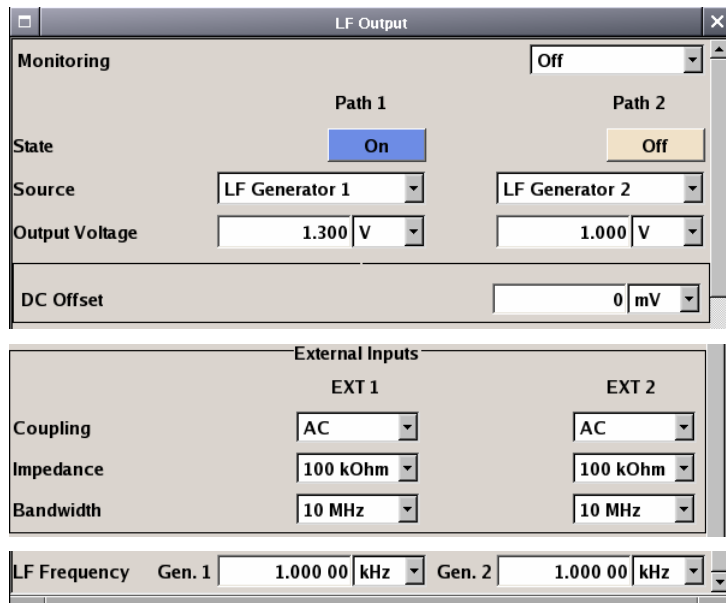 LF Output
Monitoring Off
Path 1 Path 2
State On Off
Source LF Generator 1 LF Generator 2
Output Voltage 1.300 V 1.000 V
DC Offset 0 mV
External Inputs
EXT 1 EXT 2
Coupling AC AC
Impedance 100 kOhm 100 kOhm
Bandwidth 10 MHz 10 MHz
LF Frequency Gen. 1 1.000 00 kHz Gen. 2 1.000 00 kHz